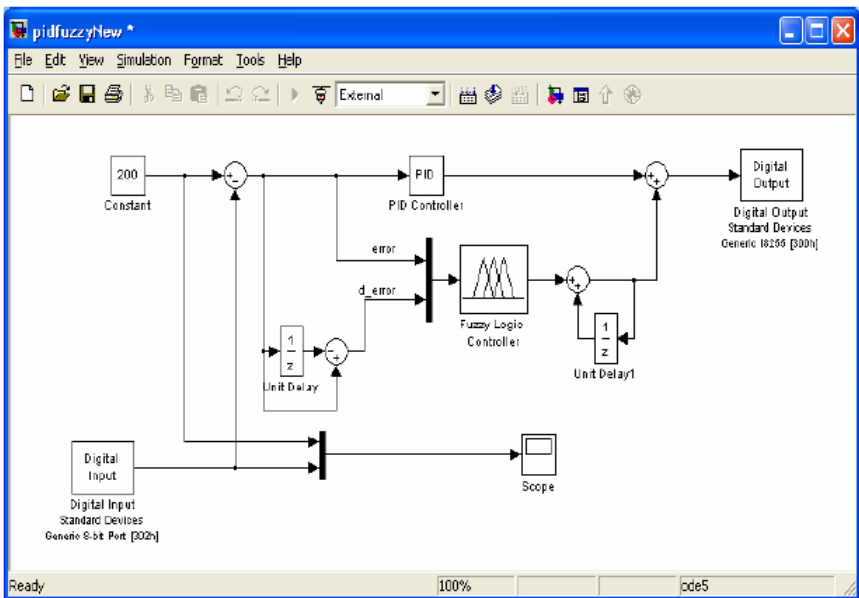 pidfuzzyNew *
File Edit View Simulation Format Tools Help
External
200
Constant
PID
PID Controller
Digital
Output
Digital Output
Standard Devices
Generic I8255 [300h]
error
d_error
Fuzzy Logic
Controller
1
z
Unit Delay
1
z
Unit Delay1
Digital
Input
Digital Input
Standard Devices
Generic 8-bit Port [302h]
Scope
Ready 100% ode5